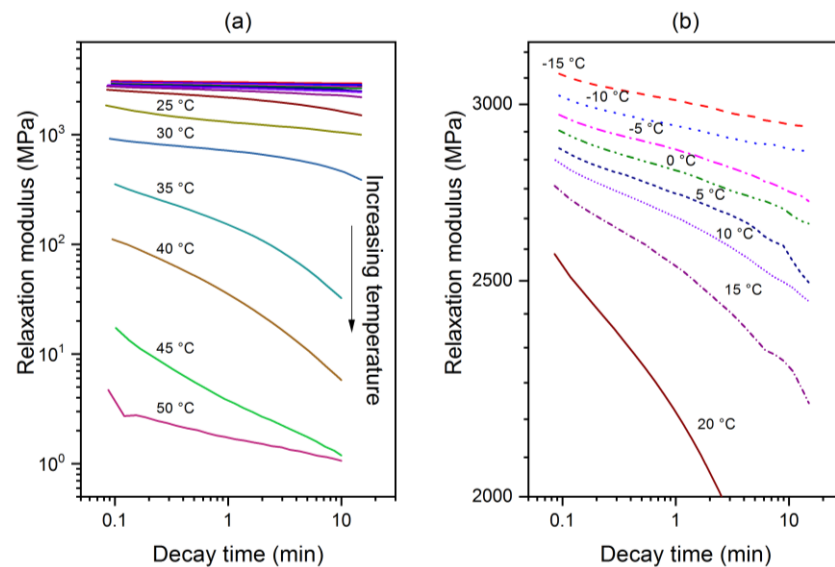 (a)
Relaxation modulus (MPa)
10³
10²
10¹
10⁰
25 °C
30 °C
35 °C
40 °C
45 °C
50 °C
Increasing temperature
0.1
1
10
Decay time (min)
(b)
Relaxation modulus (MPa)
3000
2500
2000
-15 °C
-10 °C
-5 °C
0 °C
5 °C
10 °C
15 °C
20 °C
0.1
1
10
Decay time (min)